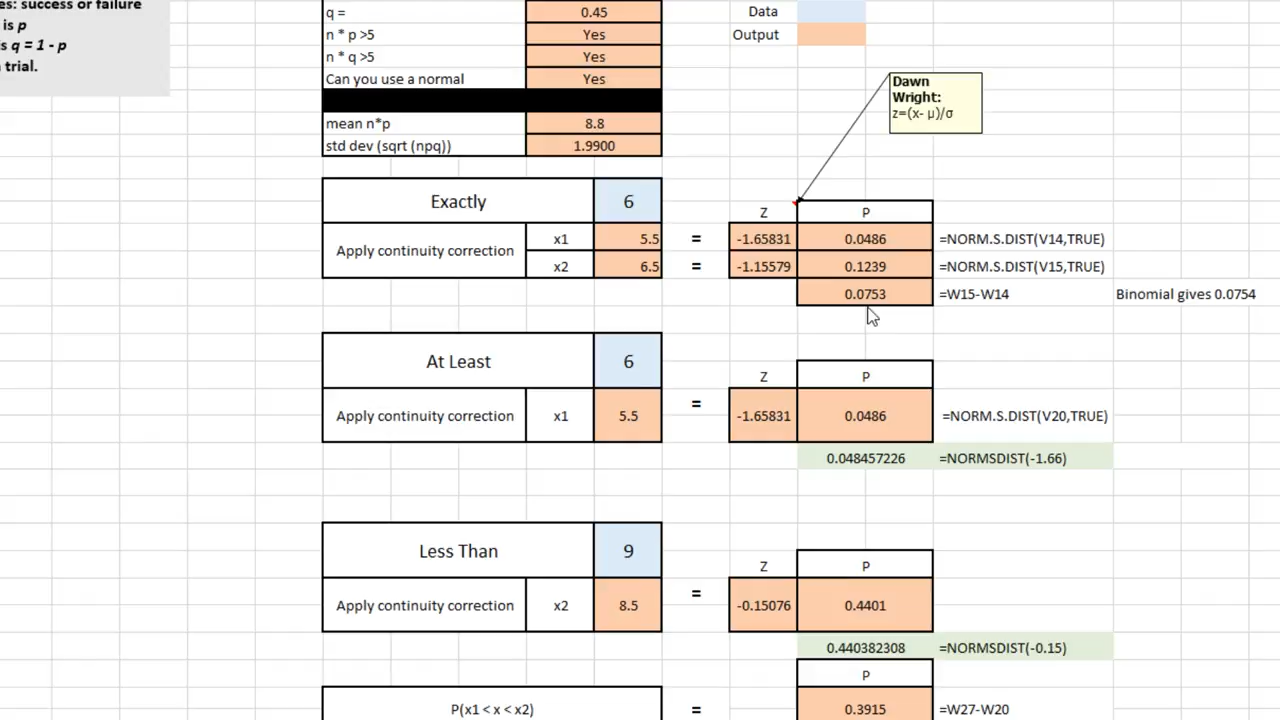 es: success or failure
is p
is q = 1 - p
n trial.
q = 0.45
n * p >5 Yes
n * q >5 Yes
Can you use a normal Yes
mean n*p 8.8
std dev (sqrt (npq)) 1.9900
Data
Output
Dawn
Wright:
z=(x- μ)/σ
Exactly 6
Z P
Apply continuity correction x1 5.5 = -1.65831 0.0486 =NORM.S.DIST(V14,TRUE)
x2 6.5 = -1.15579 0.1239 =NORM.S.DIST(V15,TRUE)
0.0753 =W15-W14 Binomial gives 0.0754
At Least 6
Z P
Apply continuity correction x1 5.5 = -1.65831 0.0486 =NORM.S.DIST(V20,TRUE)
0.048457226 =NORMSDIST(-1.66)
Less Than 9
Z P
Apply continuity correction x2 8.5 = -0.15076 0.4401
0.440382308 =NORMSDIST(-0.15)
P
P(x1 < x < x2) = 0.3915 =W27-W20